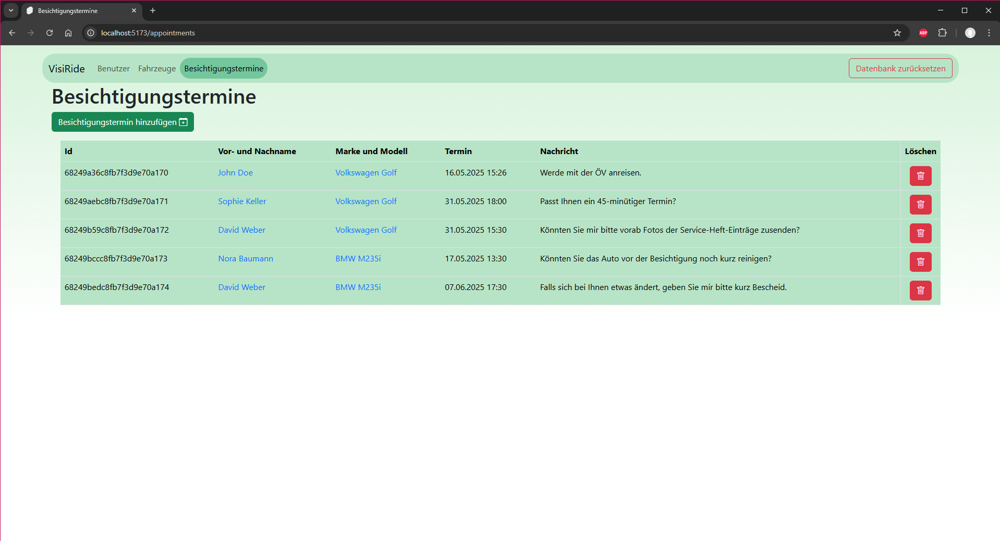 Besichtigungstermine
localhost:5173/appointments
ABP
VisiRide Benutzer Fahrzeuge Besichtigungstermine Datenbank zurücksetzen
Besichtigungstermine
Besichtigungstermin hinzufügen
Id Vor- und Nachname Marke und Modell Termin Nachricht Löschen
68249a36c8fb7f3d9e70a170 John Doe Volkswagen Golf 16.05.2025 15:26 Werde mit der ÖV anreisen.
68249aebc8fb7f3d9e70a171 Sophie Keller Volkswagen Golf 31.05.2025 18:00 Passt Ihnen ein 45-minütiger Termin?
68249b59c8fb7f3d9e70a172 David Weber Volkswagen Golf 31.05.2025 15:30 Könnten Sie mir bitte vorab Fotos der Service-Heft-Einträge zusenden?
68249bccc8fb7f3d9e70a173 Nora Baumann BMW M235i 17.05.2025 13:30 Könnten Sie das Auto vor der Besichtigung noch kurz reinigen?
68249bedc8fb7f3d9e70a174 David Weber BMW M235i 07.06.2025 17:30 Falls sich bei Ihnen etwas ändert, geben Sie mir bitte kurz Bescheid.